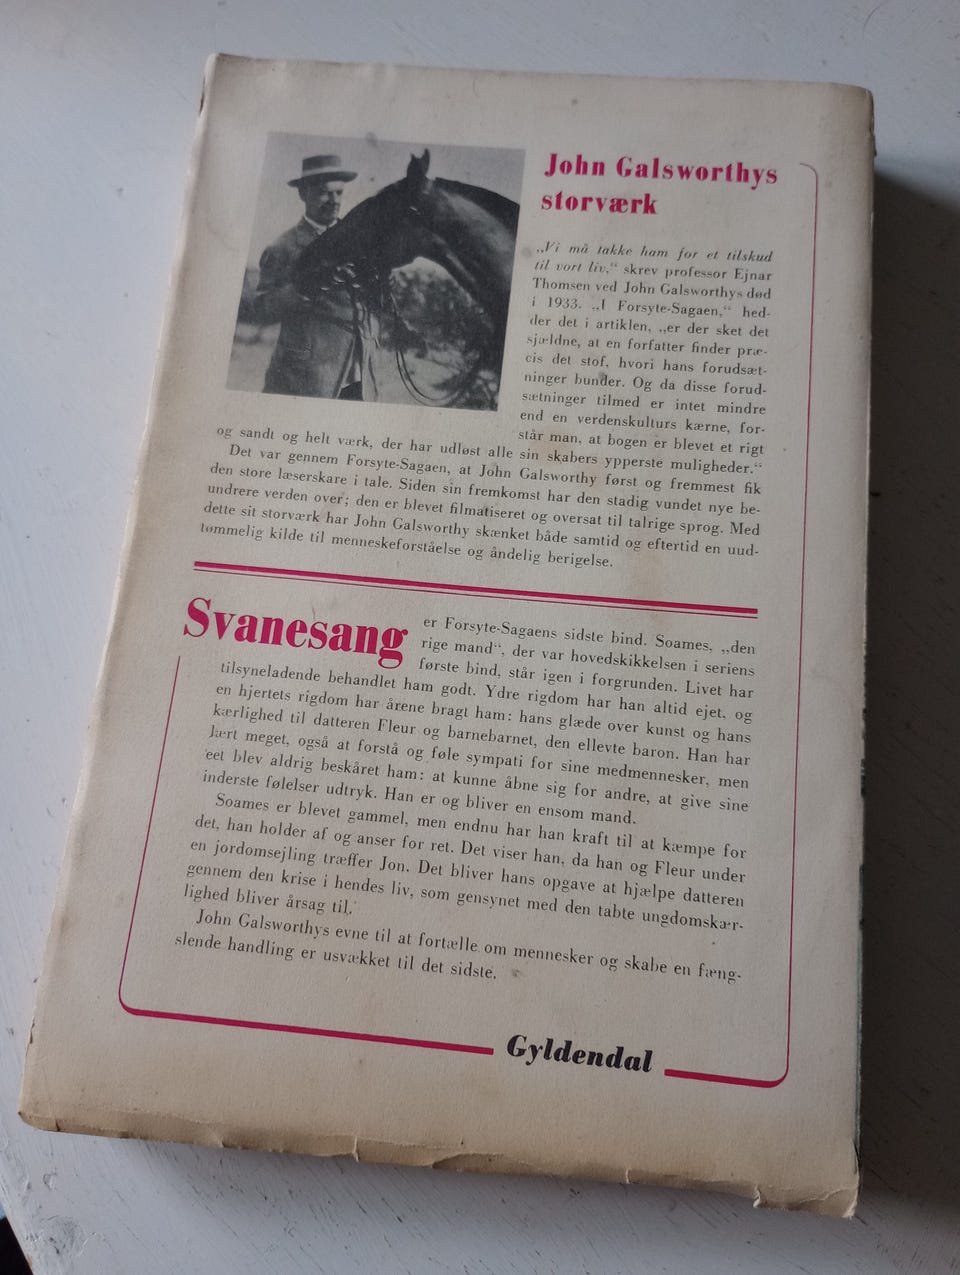 John Galsworthys
storværk
„Vi må takke ham for et tilskud
til vort liv,“ skrev professor Ejnar
Thomsen ved John Galsworthys død
i 1933. „I Forsyte-Sagaen,“ hed-
der det i artiklen, „er der sket det
sjældne, at en forfatter finder præ-
cis det stof, hvori hans forudsæt-
ninger bunder. Og da disse forud-
sætninger tilmed er intet mindre
end en verdenskulturs kærne, for-
står man, at bogen er blevet et rigt
og sandt og helt værk, der har udløst alle sin skabers ypperste muligheder.“
Det var gennem Forsyte-Sagaen, at John Galsworthy først og fremmest fik
den store læserskare i tale. Siden sin fremkomst har den stadig vundet nye be-
undrere verden over; den er blevet filmatiseret og oversat til talrige sprog. Med
dette sit storværk har John Galsworthy skænket både samtid og eftertid en uud-
tømmelig kilde til menneskeforståelse og åndelig berigelse.
Svanesang er Forsyte-Sagaens sidste bind. Soames, „den
rige mand“, der var hovedskikkelsen i seriens
første bind, står igen i forgrunden. Livet har
tilsyneladende behandlet ham godt. Ydre rigdom har han altid ejet, og
en hjertets rigdom har årene bragt ham: hans glæde over kunst og hans
kærlighed til datteren Fleur og barnebarnet, den ellevte baron. Han har
lært meget, også at forstå og føle sympati for sine medmennesker, men
eet blev aldrig beskåret ham: at kunne åbne sig for andre, at give sine
inderste følelser udtryk. Han er og bliver en ensom mand.
Soames er blevet gammel, men endnu har han kraft til at kæmpe for
det, han holder af og anser for ret. Det viser han, da han og Fleur under
en jordomsejling træffer Jon. Det bliver hans opgave at hjælpe datteren
gennem den krise i hendes liv, som gensynet med den tabte ungdomskær-
lighed bliver årsag til.
John Galsworthys evne til at fortælle om mennesker og skabe en fæng-
slende handling er usvækket til det sidste.
Gyldendal